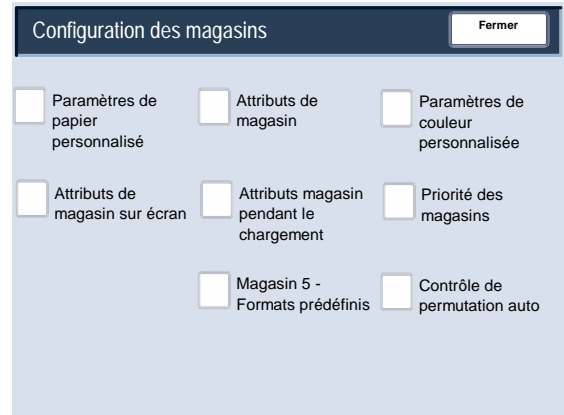 Configuration des magasins
Fermer
Paramètres de
papier
personnalisé
Attributs de
magasin
Paramètres de
couleur
personnalisée
Attributs de
magasin sur écran
Attributs magasin
pendant le
chargement
Priorité des
magasins
Magasin 5 -
Formats prédéfinis
Contrôle de
permutation auto